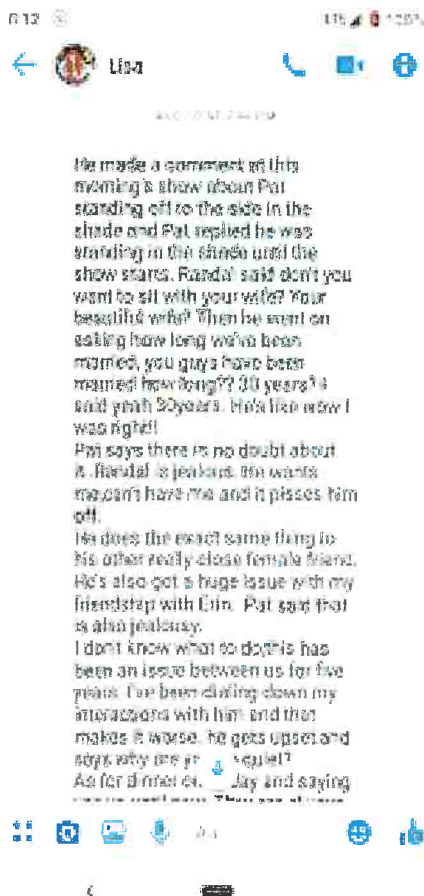 6:12
Lisa
He made a comment at this
morning's show about Pat
standing off to the side in the
shade and Pat replied he was
standing in the shade until the
show starts. Randal said don't you
want to sit with your wife? Your
beautiful wife? Then he went on
asking how long we've been
married, you guys have been
married how long?? 30 years? I
said yeah 30years. He's like wow I
was right!!
Pat says there is no doubt about
it. Randal is jealous. wants
me,can't have me and it pisses him
off.
He does the exact same thing to
his other really close female friend.
He's also got a huge issue with my
friendship with Erin. Pat said that
is also jealousy.
I don't know what to do,this has
been an issue between us for five
years. I've been dialing down my
interactions with him and that
makes it worse. he gets upset and
says why are quiet?
As for dinner and saying
Aa